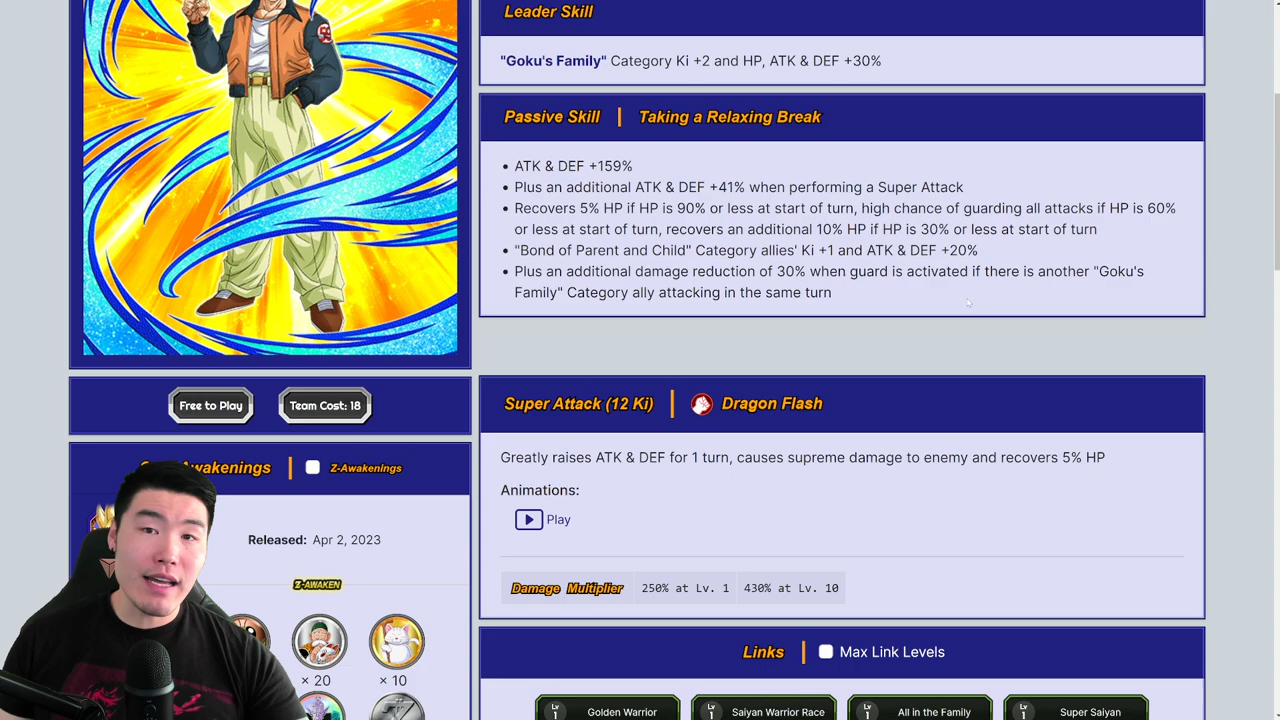 Leader Skill
"Goku's Family" Category Ki +2 and HP, ATK & DEF +30%
Passive Skill | Taking a Relaxing Break
• ATK & DEF +159%
• Plus an additional ATK & DEF +41% when performing a Super Attack
• Recovers 5% HP if HP is 90% or less at start of turn, high chance of guarding all attacks if HP is 60%
or less at start of turn, recovers an additional 10% HP if HP is 30% or less at start of turn
• "Bond of Parent and Child" Category allies' Ki +1 and ATK & DEF +20%
• Plus an additional damage reduction of 30% when guard is activated if there is another "Goku's
Family" Category ally attacking in the same turn
Free to Play
Team Cost: 18
Awakenings | Z-Awakenings
Released: Apr 2, 2023
Z-AWAKEN
× 20
× 10
Super Attack (12 Ki) | Dragon Flash
Greatly raises ATK & DEF for 1 turn, causes supreme damage to enemy and recovers 5% HP
Animations:
Play
Damage Multiplier 250% at Lv. 1 430% at Lv. 10
Links | Max Link Levels
Lv 1 Golden Warrior
Lv 1 Saiyan Warrior Race
Lv 1 All in the Family
Lv 1 Super Saiyan